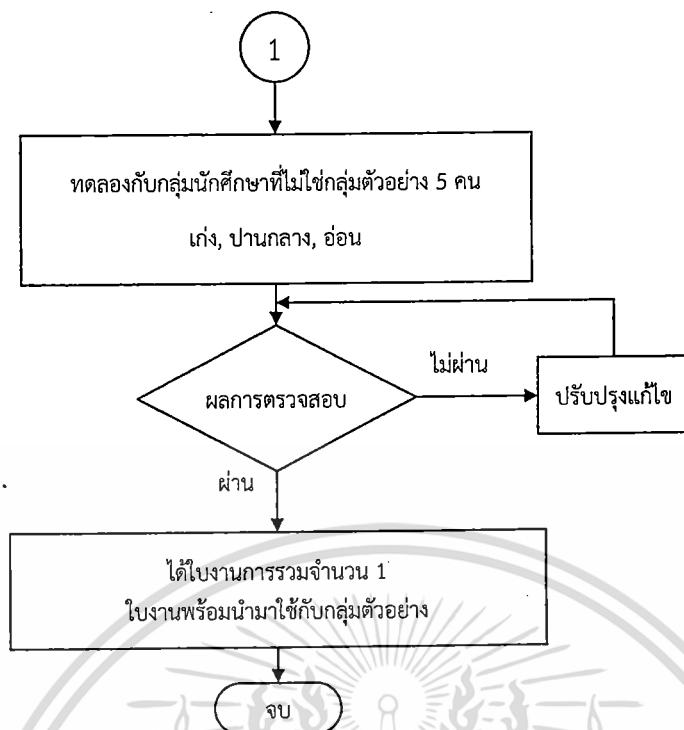 1
ทดลองกับกลุ่มนักศึกษาที่ไม่ใช่กลุ่มตัวอย่าง 5 คน
เก่ง, ปานกลาง, อ่อน
ไม่ผ่าน
ผลการตรวจสอบ
ปรับปรุงแก้ไข
ผ่าน
ได้ใบงานการรวมจำนวน 1
ใบงานพร้อมนำมาใช้กับกลุ่มตัวอย่าง
จบ